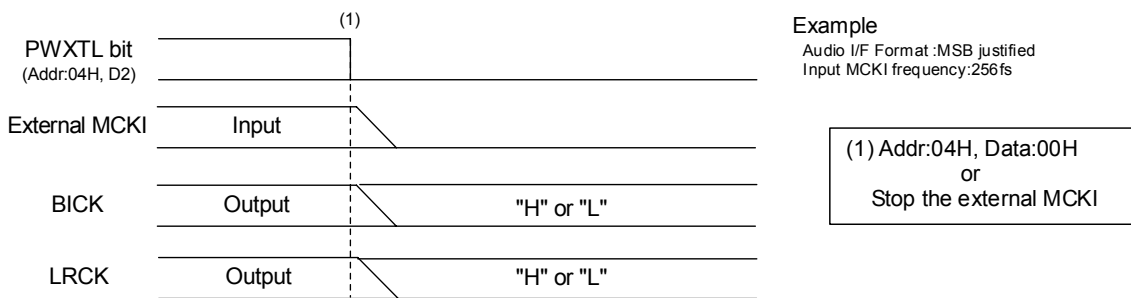 (1)
PWXTL bit
(Addr:04H, D2)
External MCKI
Input
BICK
Output
"H" or "L"
LRCK
Output
"H" or "L"
Example
Audio I/F Format :MSB justified
Input MCKI frequency:256fs
(1) Addr:04H, Data:00H
or
Stop the external MCKI